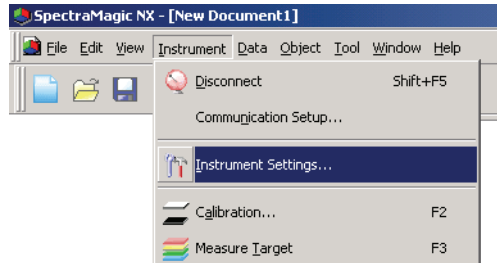 SpectraMagic NX - [New Document1]
File Edit View Instrument Data Object Tool Window Help
Disconnect Shift+F5
Communication Setup...
Instrument Settings...
Calibration... F2
Measure Target F3